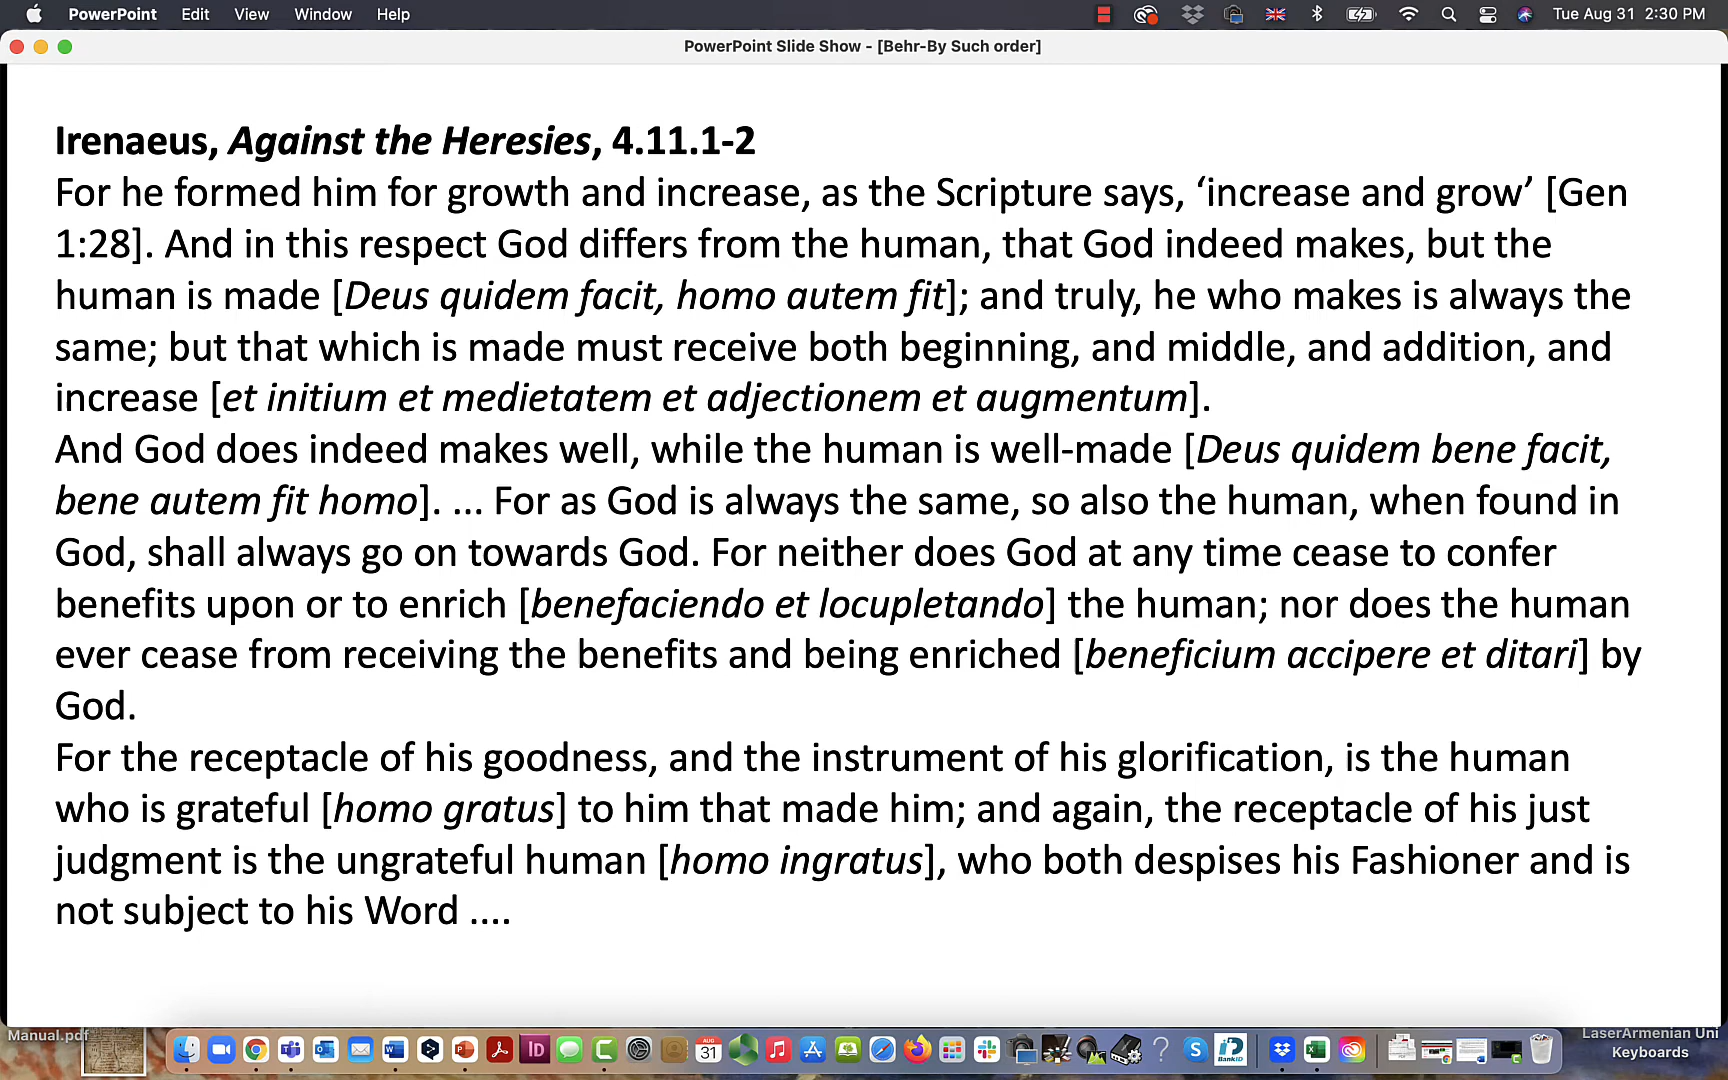 PowerPoint Edit View Window Help Tue Aug 31 2:30 PM
PowerPoint Slide Show - [Behr-By Such order]
Irenaeus, Against the Heresies, 4.11.1-2
For he formed him for growth and increase, as the Scripture says, ‘increase and grow’ [Gen
1:28]. And in this respect God differs from the human, that God indeed makes, but the
human is made [Deus quidem facit, homo autem fit]; and truly, he who makes is always the
same; but that which is made must receive both beginning, and middle, and addition, and
increase [et initium et medietatem et adjectionem et augmentum].
And God does indeed makes well, while the human is well-made [Deus quidem bene facit,
bene autem fit homo]. ... For as God is always the same, so also the human, when found in
God, shall always go on towards God. For neither does God at any time cease to confer
benefits upon or to enrich [benefaciendo et locupletando] the human; nor does the human
ever cease from receiving the benefits and being enriched [beneficium accipere et ditari] by
God.
For the receptacle of his goodness, and the instrument of his glorification, is the human
who is grateful [homo gratus] to him that made him; and again, the receptacle of his just
judgment is the ungrateful human [homo ingratus], who both despises his Fashioner and is
not subject to his Word ....
Manual.pdf
LaserArmenian Uni
Keyboards
AUG
31
ID
BankID